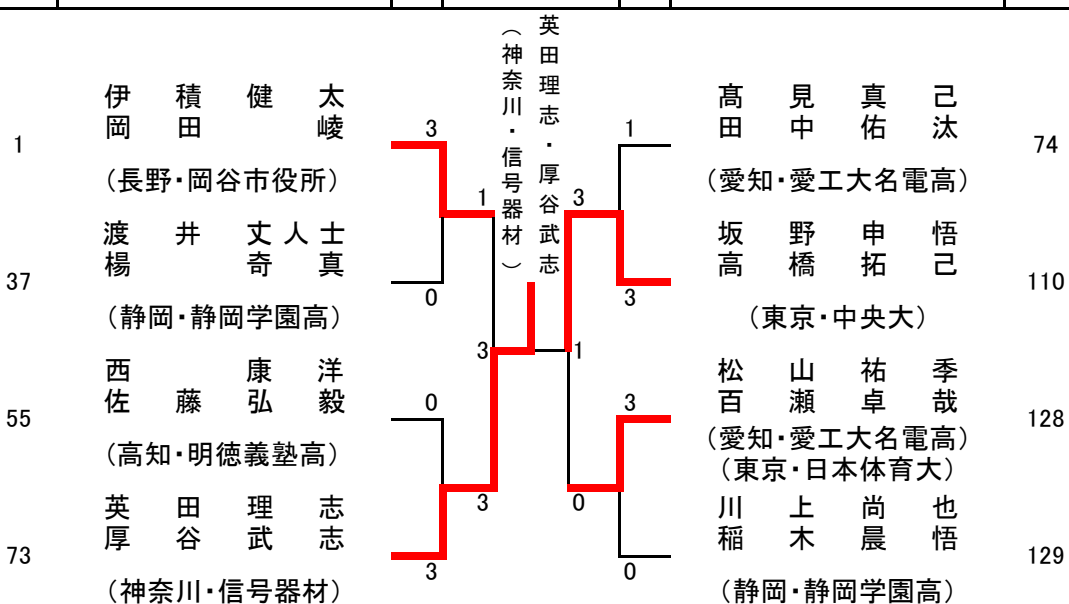 英田理志・厚谷武志
（神奈川・信号器材）
1
伊積健太
岡田崚
（長野・岡谷市役所）
3
37
渡井丈人士
楊奇真
（静岡・静岡学園高）
0
1
55
西康洋
佐藤弘毅
（高知・明徳義塾高）
0
73
英田理志
厚谷武志
（神奈川・信号器材）
3
3
3
1
髙見真己
田中佑汰
（愛知・愛工大名電高）
74
1
坂野申悟
高橋拓己
（東京・中央大）
110
3
3
松山祐季
百瀬卓哉
（愛知・愛工大名電高）
（東京・日本体育大）
128
3
川上尚也
稲木晨悟
（静岡・静岡学園高）
129
0
0